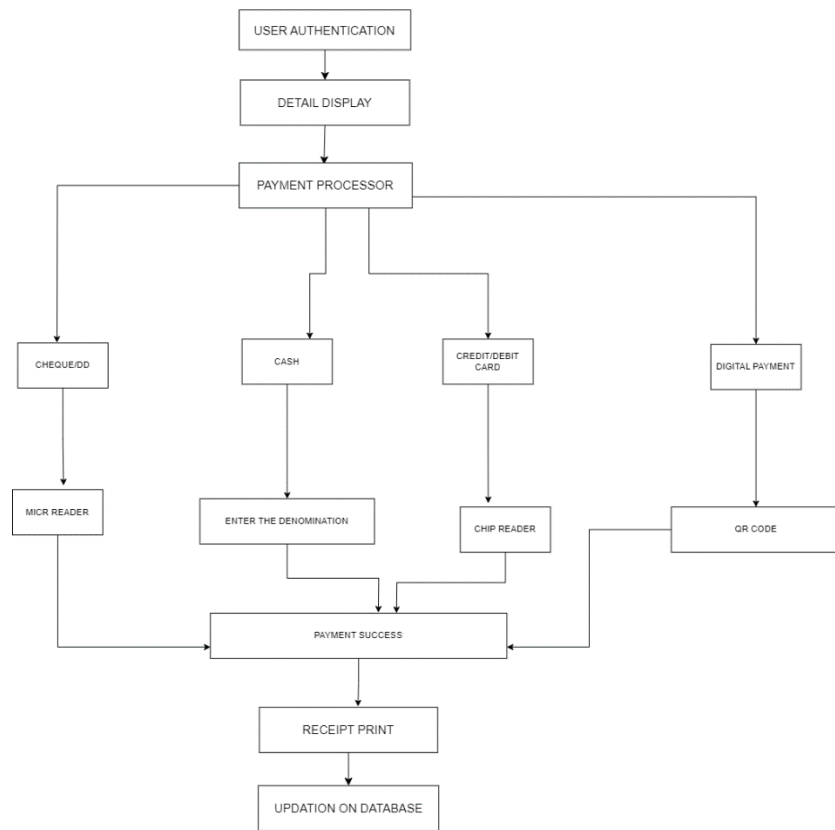 USER AUTHENTICATION
DETAIL DISPLAY
PAYMENT PROCESSOR
CHEQUE/DD
CASH
CREDIT/DEBIT
CARD
DIGITAL PAYMENT
MICR READER
ENTER THE DENOMINATION
CHIP READER
QR CODE
PAYMENT SUCCESS
RECEIPT PRINT
UPDATION ON DATABASE